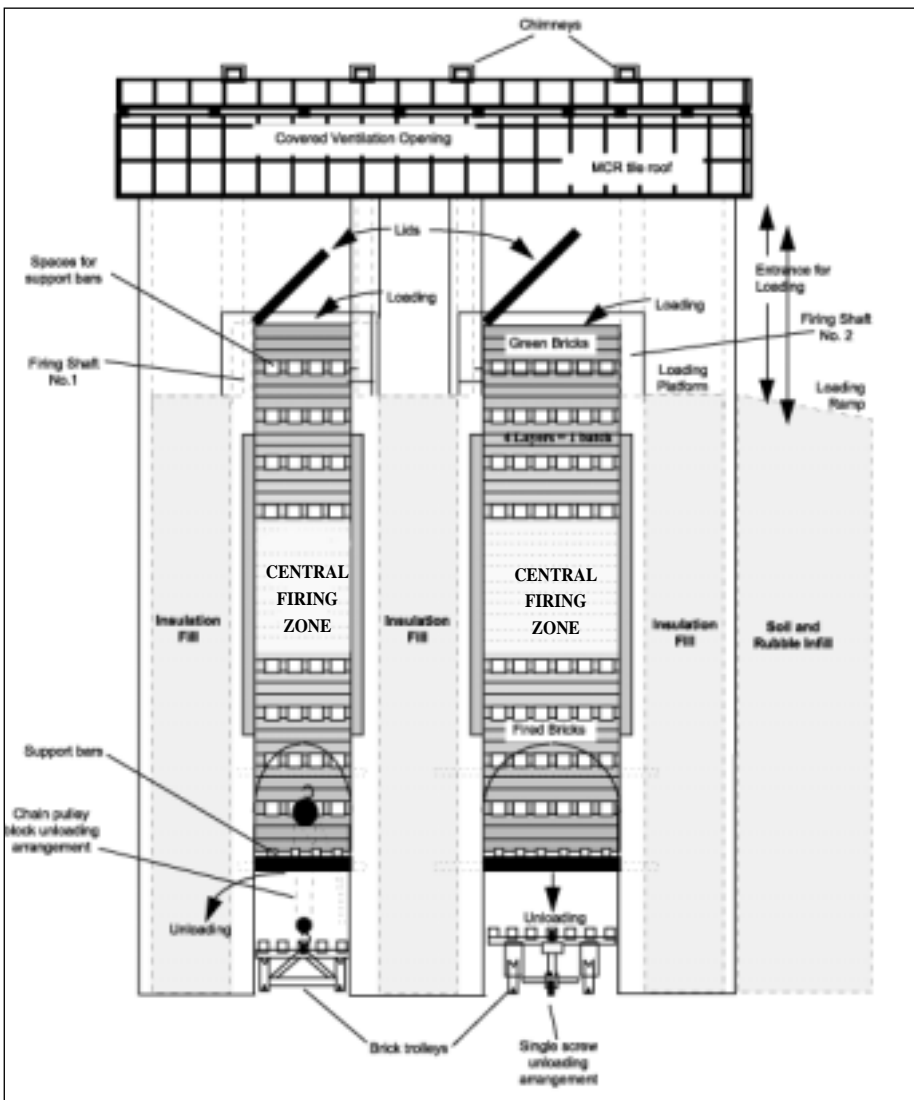 Chimneys
Covered Ventilation Opening
MCR tile roof
Lids
Spaces for
support bars
Loading
Loading
Entrance for
Loading
Firing Shaft
No. 2
Green Bricks
Firing Shaft
No.1
Loading
Platform
Loading
Ramp
4 Layers = 1 batch
CENTRAL
FIRING
ZONE
CENTRAL
FIRING
ZONE
Insulation
Fill
Insulation
Fill
Insulation
Fill
Soil and
Rubble Infill
Fired Bricks
Support bars
Chain pulley
block unloading
arrangement
Unloading
Unloading
Brick trolleys
Single screw
unloading
arrangement